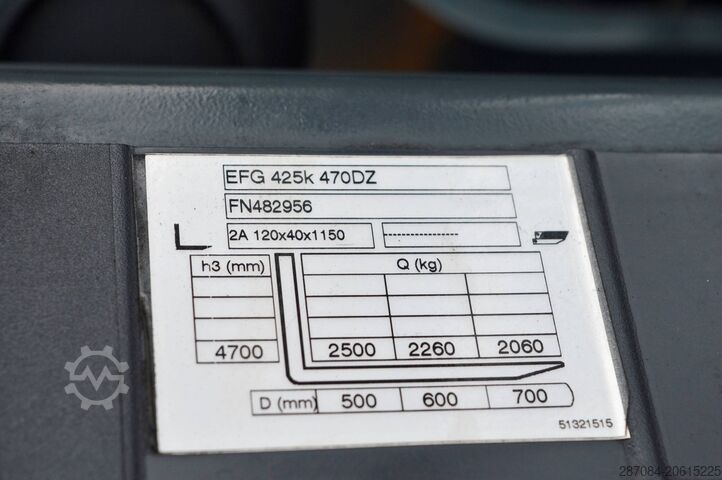 EFG 425k 470DZ
FN482956
2A 120x40x1150 --------------
h3 (mm) Q (kg)
4700 2500 2260 2060
D (mm) 500 600 700
51321515
287084-20615225